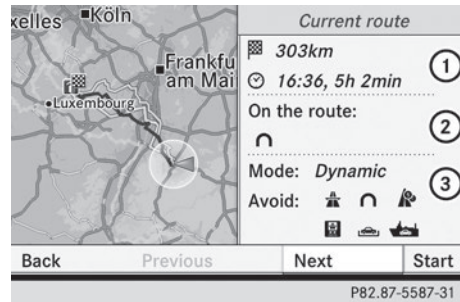 xelles
Köln
Frankfu
am Mai
Luxembourg
Current route
303km
16:36, 5h 2min
1
On the route:
2
Mode: Dynamic
3
Avoid:
Back Previous Next Start
P82.87-5587-31